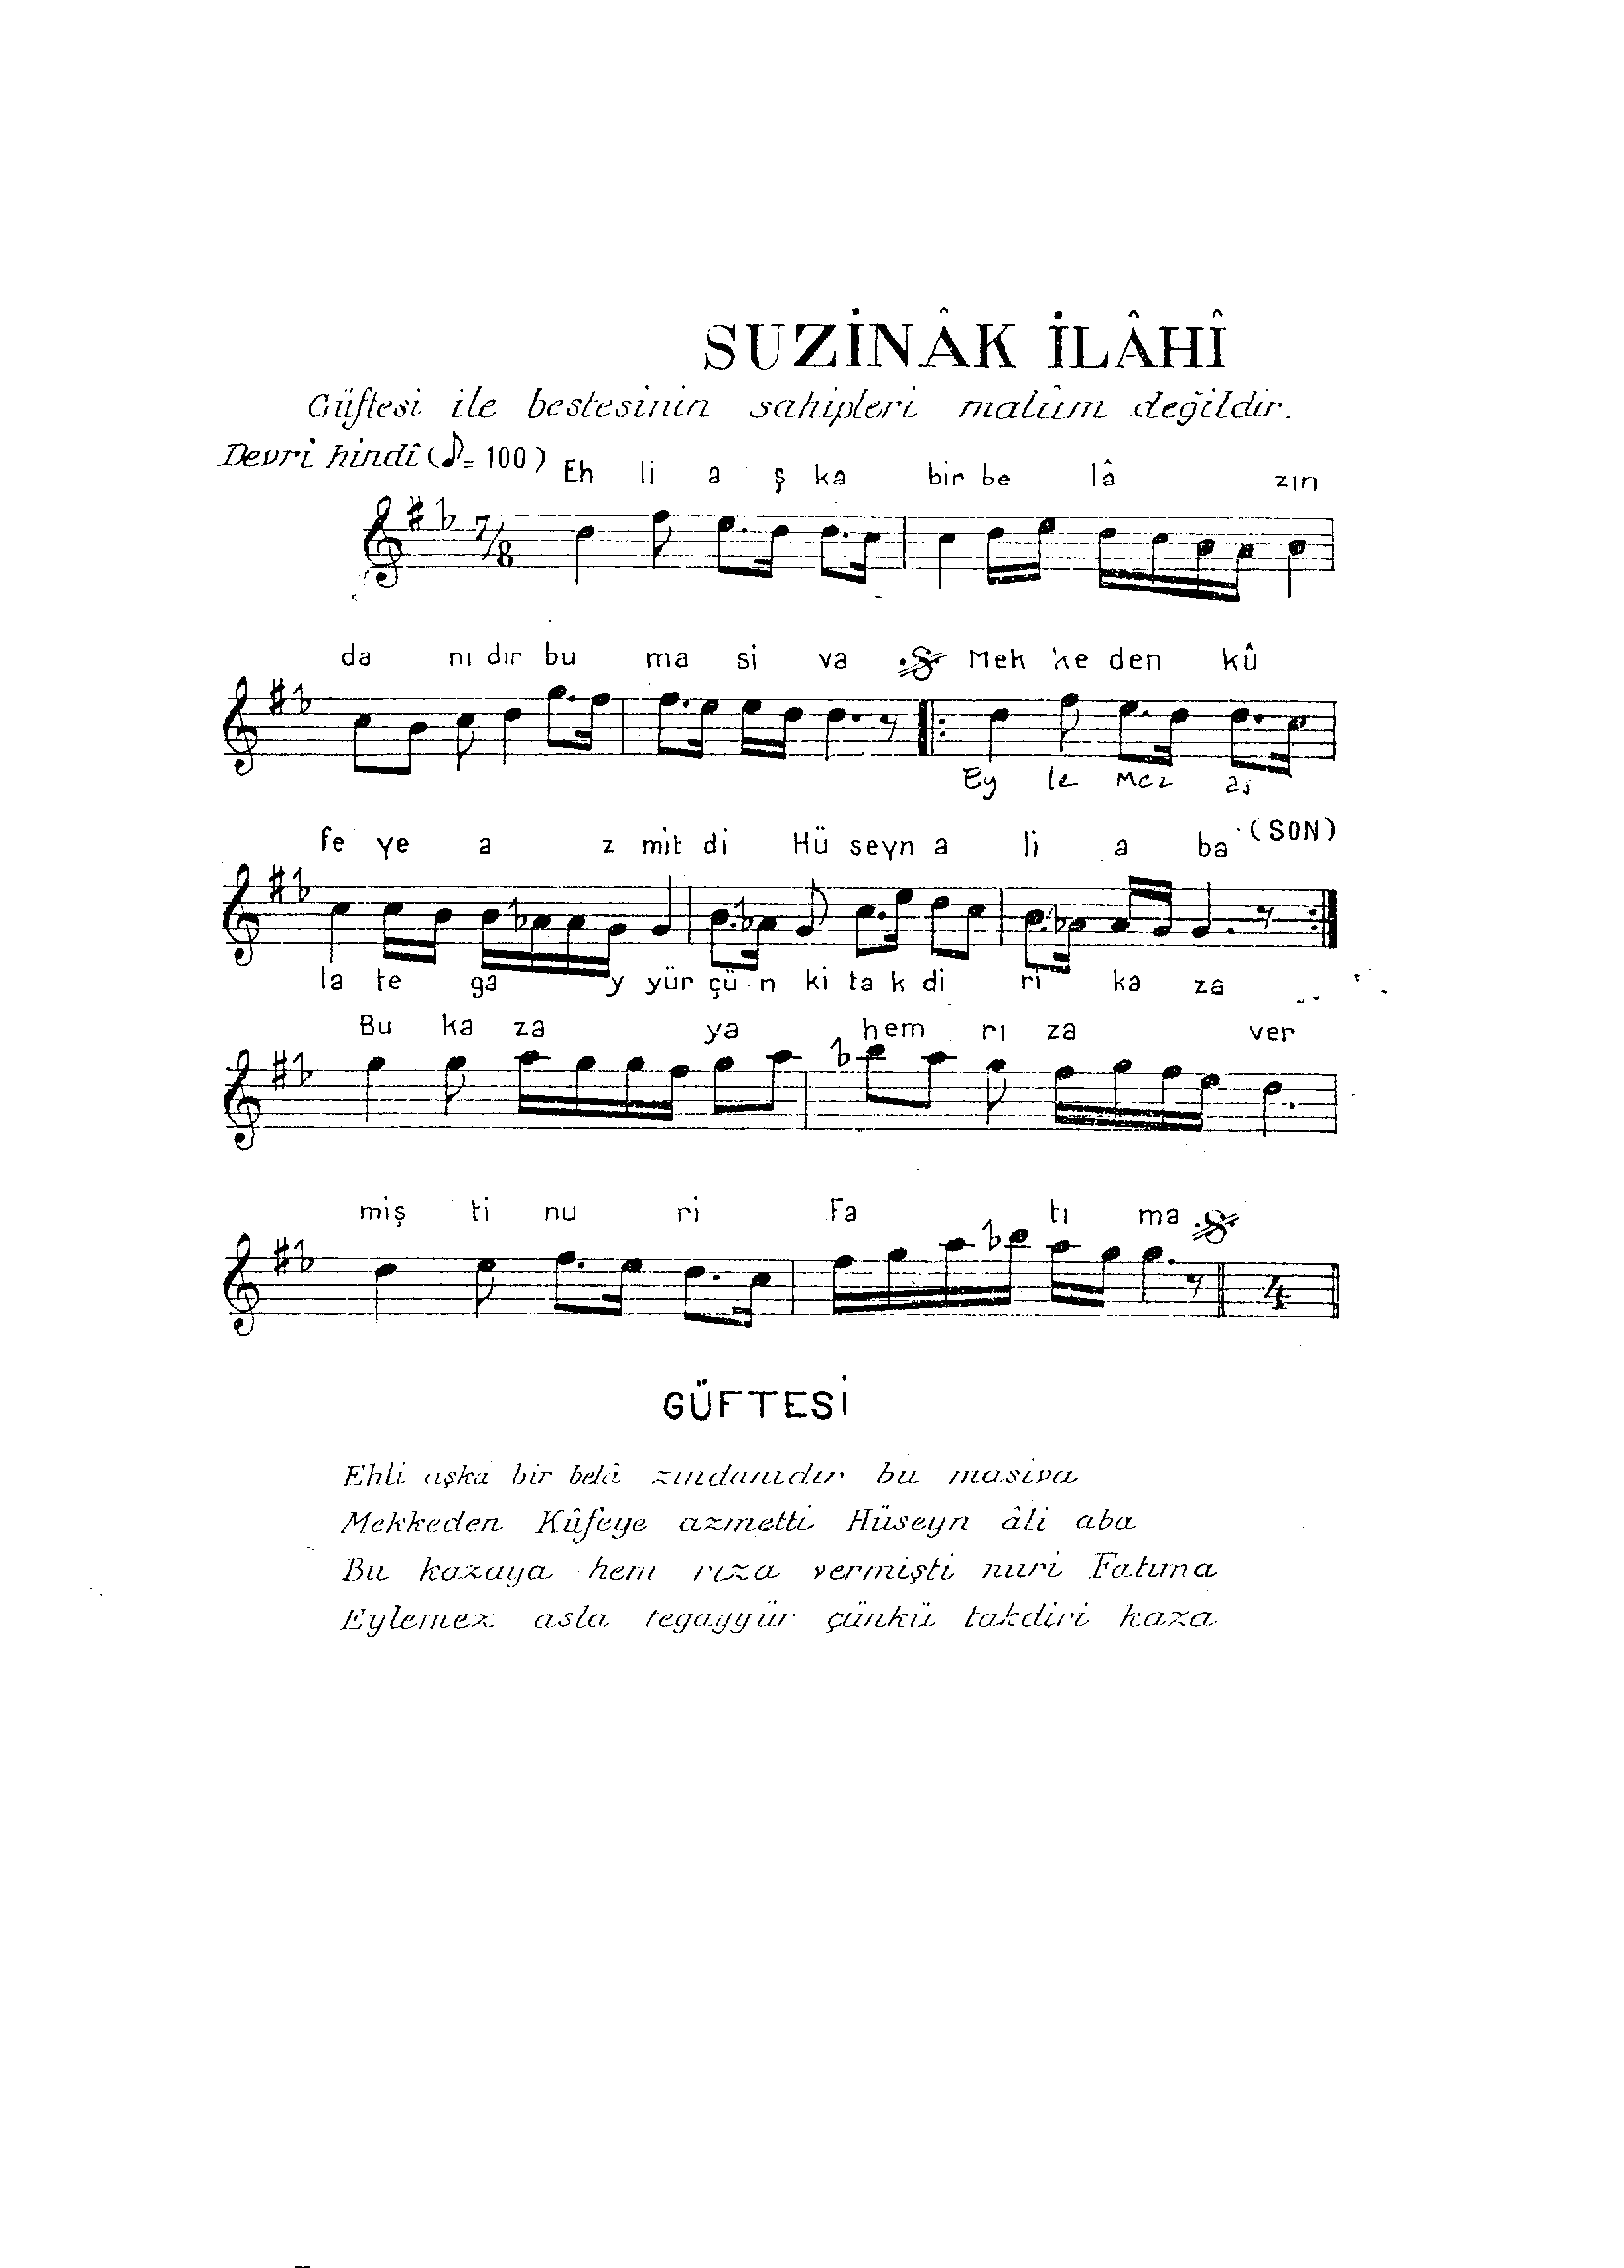 SUZİNÂK İLÂHÎ
Güftesi ile bestesinin sahipleri malûm değildir.
Devri hindî (♪= 100)
Eh li a ş ka bir be lâ zın
7/8
da nı dır bu ma si va Mek ke den kû
Ey le mez as
(SON)
fe ye a z mit di Hü seyn a li a ba
la te ga y yür çü n ki ta k di ri ka za
Bu ka za ya hem rı za ver
miş ti nu ri Fa tı ma
4
GÜFTESİ
Ehli aşka bir belâ zındanıdır bu masiva
Mekkeden Kûfeye azmetti Hüseyn âli aba
Bu kazaya hem rıza vermişti nuri Fatıma
Eylemez asla tegayyür çünkü takdiri kaza